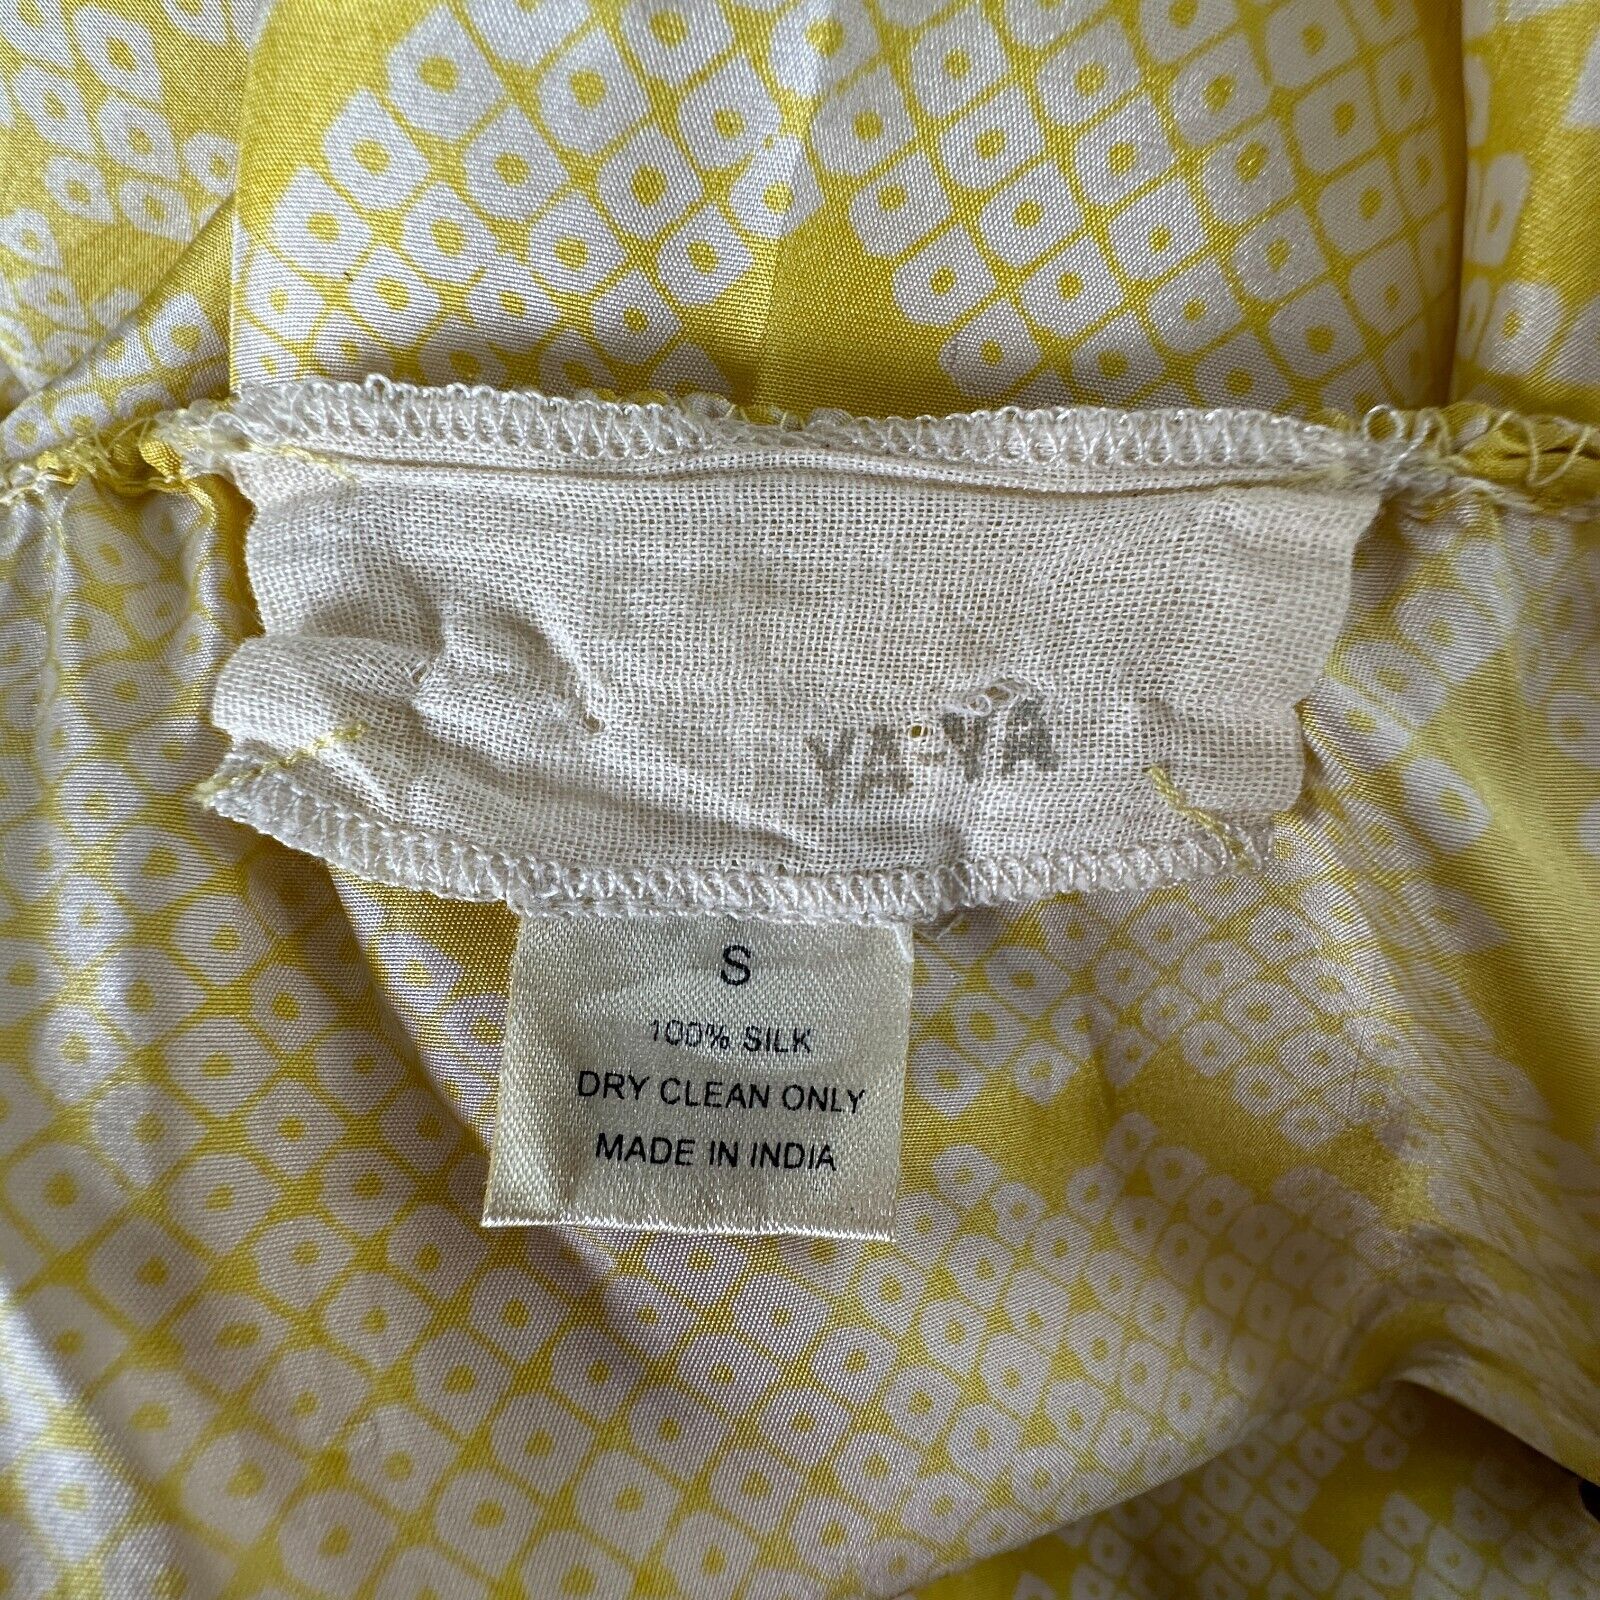 YA-YA
S
100% SILK
DRY CLEAN ONLY
MADE IN INDIA